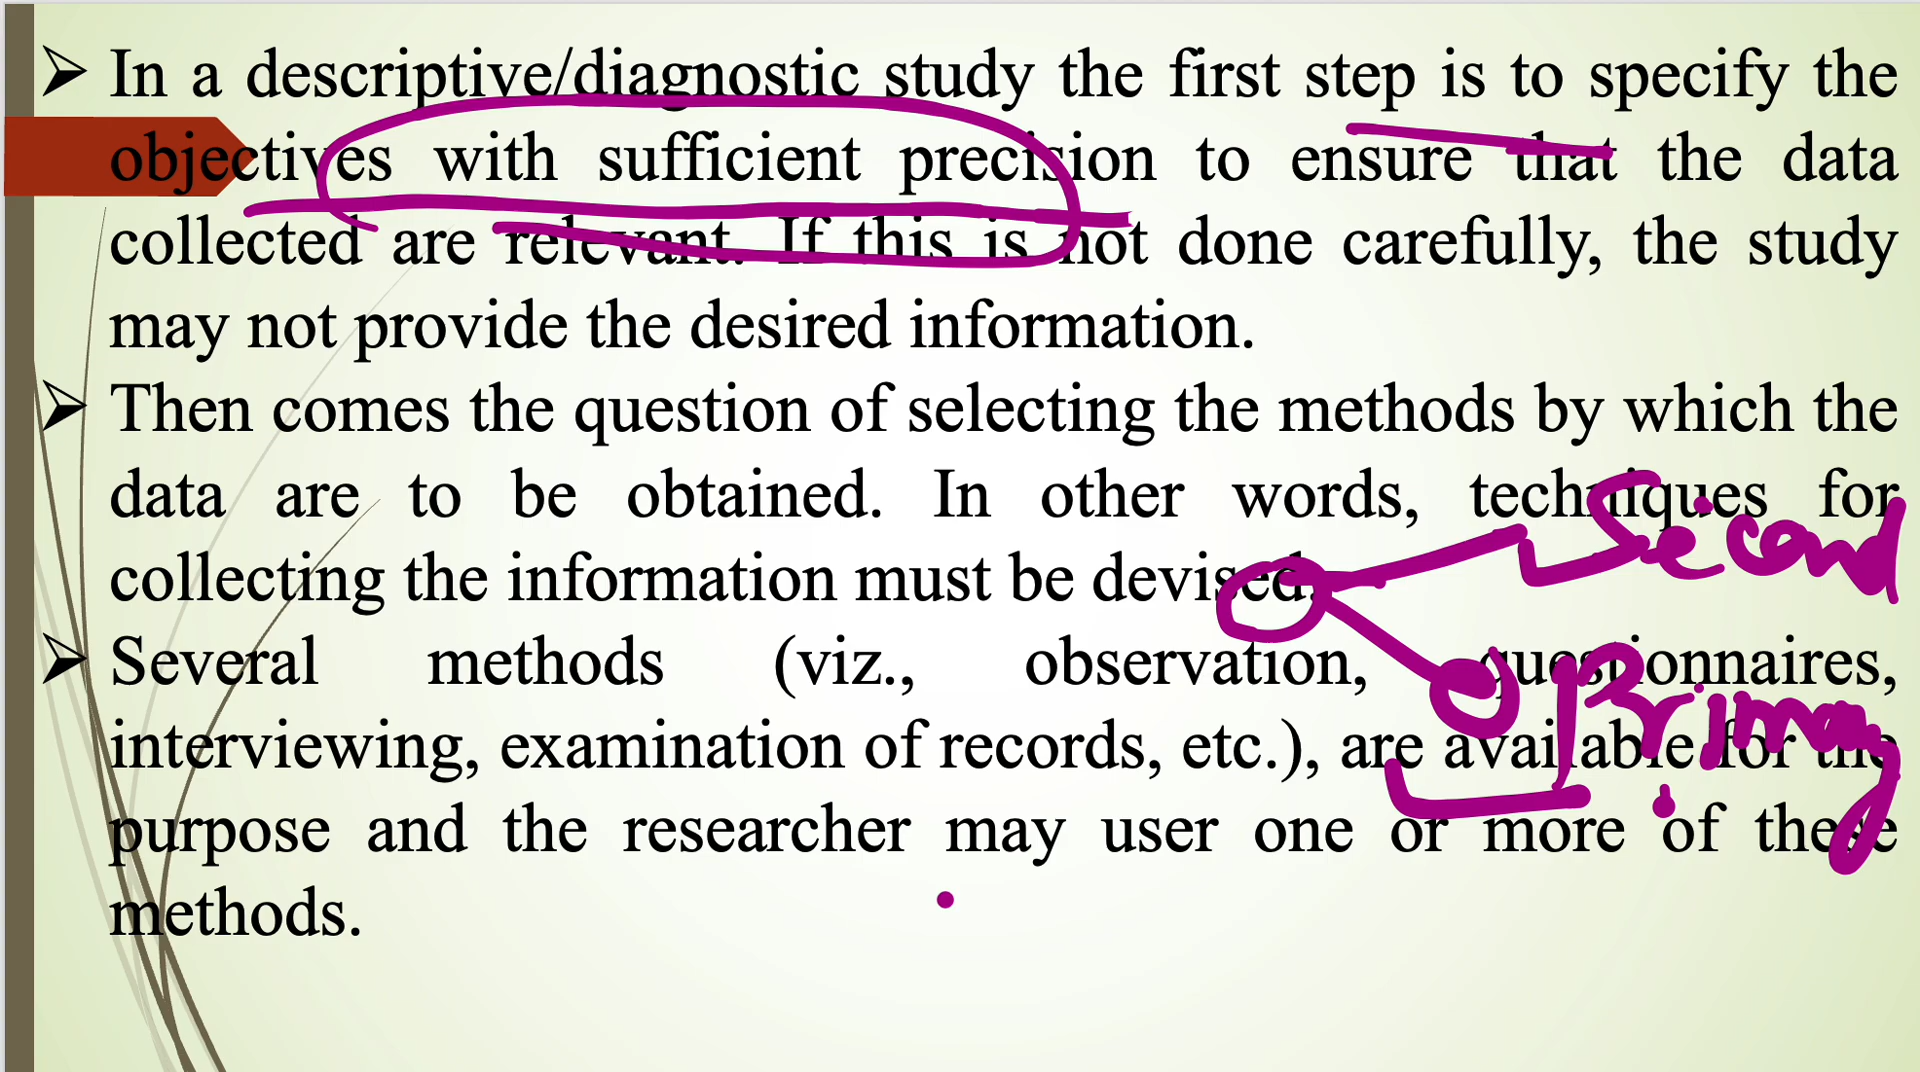 ➢ In a descriptive/diagnostic study the first step is to specify the
objectives with sufficient precision to ensure that the data
collected are relevant. If this is not done carefully, the study
may not provide the desired information.
➢ Then comes the question of selecting the methods by which the
data are to be obtained. In other words, techniques for
collecting the information must be devised.
Second
➢ Several methods (viz., observation, questionnaires,
Primary
interviewing, examination of records, etc.), are available for the
purpose and the researcher may user one or more of these
methods.